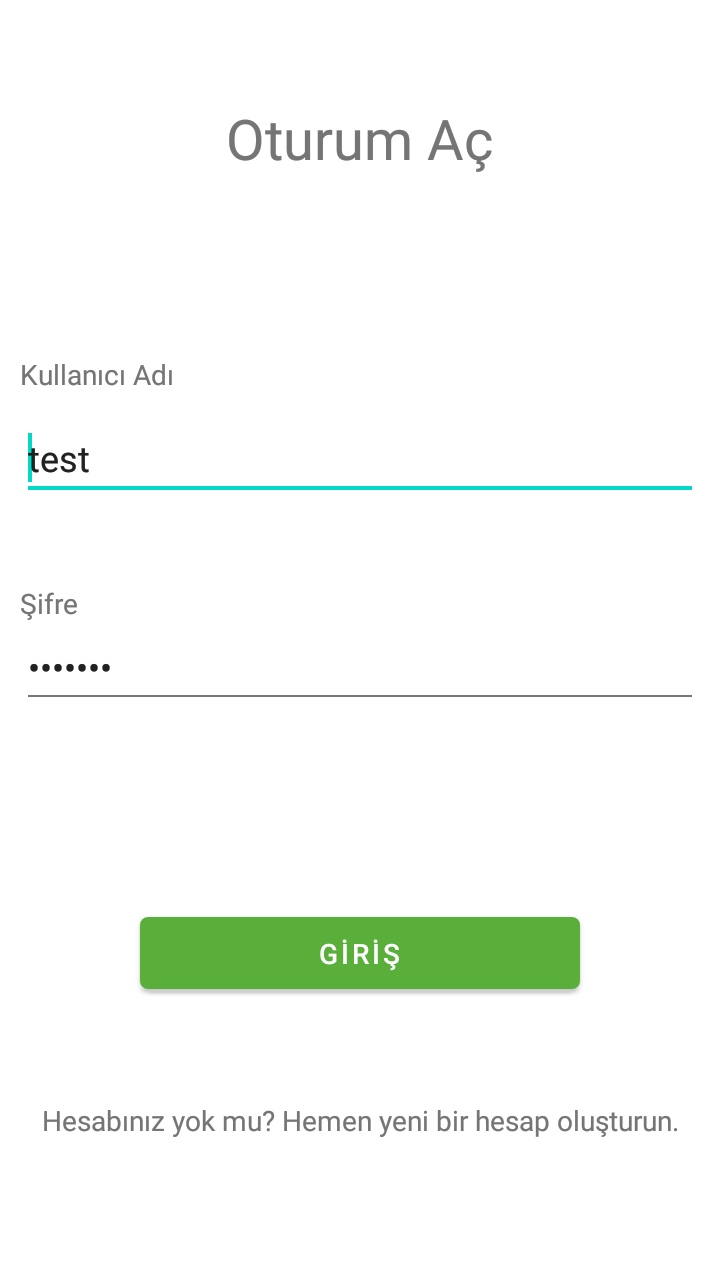 Oturum Aç
Kullanıcı Adı
test
Şifre
•••••••
GİRİŞ
Hesabınız yok mu? Hemen yeni bir hesap oluşturun.